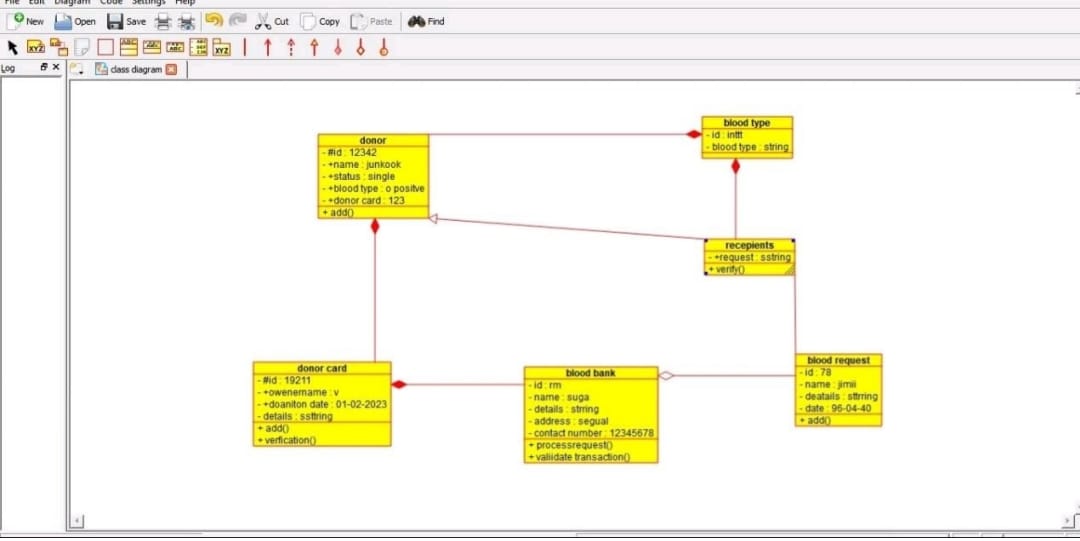 File Edit Diagram Code Settings Help
New Open Save Cut Copy Paste Find
XYZ ABC ABC ABC XYZ
Log
class diagram
blood type
- id : inttt
- blood type : string
donor
- #id : 12342
- +name : junkook
- +status : single
- +blood type : o positve
- +donor card : 123
+ add()
recepients
- +request : sstring
+ verify()
donor card
- #id : 19211
- +owenername : v
- +doaniton date : 01-02-2023
- details : ssttring
+ add()
+ verfication()
blood bank
- id : rm
- name : suga
- details : strring
- address : segual
- contact number : 12345678
+ processrequest()
+ valiidate transaction()
blood request
- id : 78
- name : jimii
- deatails : sttrring
- date : 96-04-40
+ add()